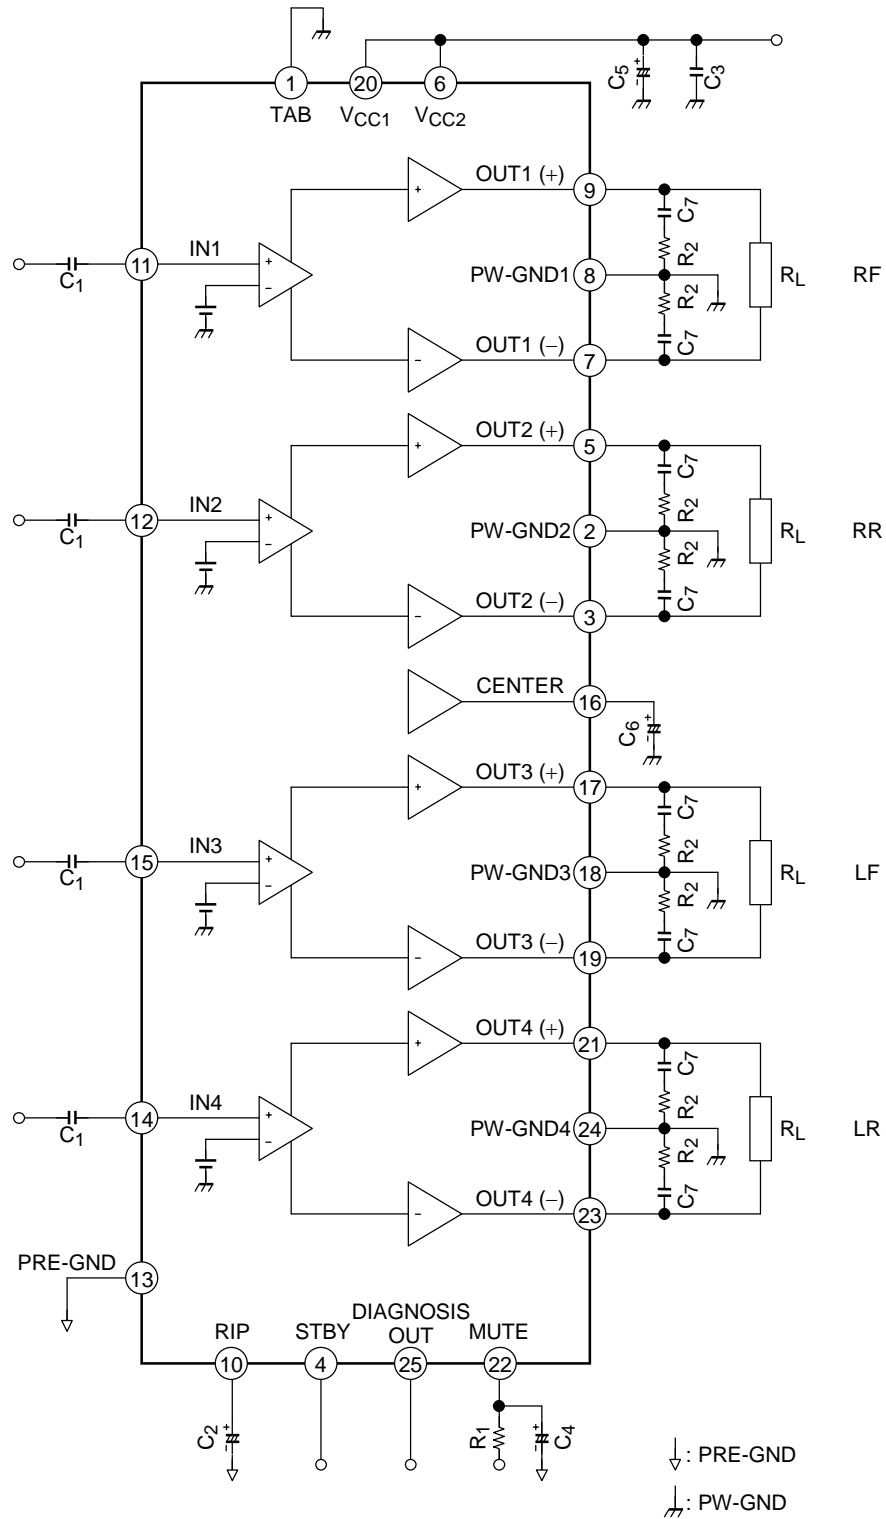 1 20 6
TAB VCC1 VCC2
C5 - + C3
OUT1 (+) 9
+
C7
R2
C1 11 IN1 + -
PW-GND1 8
RL RF
R2
C7
OUT1 (−) 7
-
OUT2 (+) 5
+
C7
R2
C1 12 IN2 + -
PW-GND2 2
RL RR
R2
C7
OUT2 (−) 3
-
CENTER 16
C6 - +
OUT3 (+) 17
+
C7
R2
C1 15 IN3 + -
PW-GND3 18
RL LF
R2
C7
OUT3 (−) 19
-
OUT4 (+) 21
+
C7
R2
C1 14 IN4 + -
PW-GND4 24
RL LR
R2
C7
OUT4 (−) 23
-
PRE-GND 13
RIP STBY DIAGNOSIS OUT MUTE
10 4 25 22
C2 - + R1 - + C4
: PRE-GND
: PW-GND